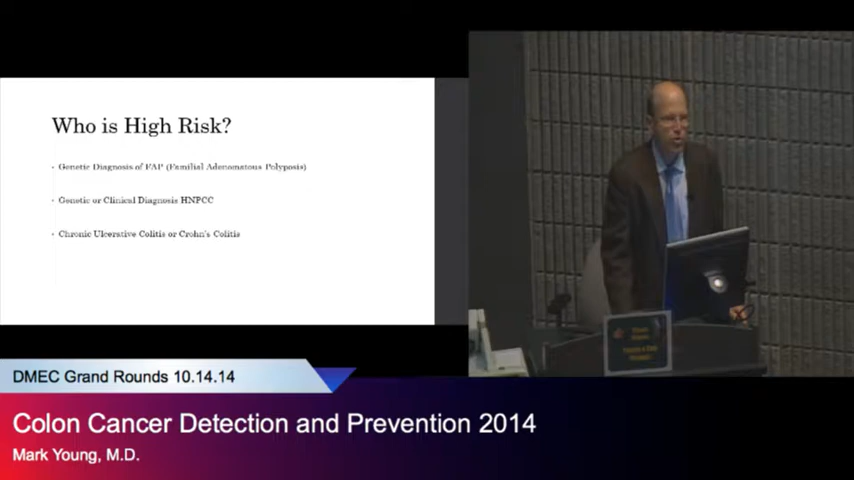 Who is High Risk?
Genetic Diagnosis of FAP (Familial Adenomatous Polyposis)
Genetic or Clinical Diagnosis HNPCC
Chronic Ulcerative Colitis or Crohn's Colitis
DMEC Grand Rounds 10.14.14
Colon Cancer Detection and Prevention 2014
Mark Young, M.D.